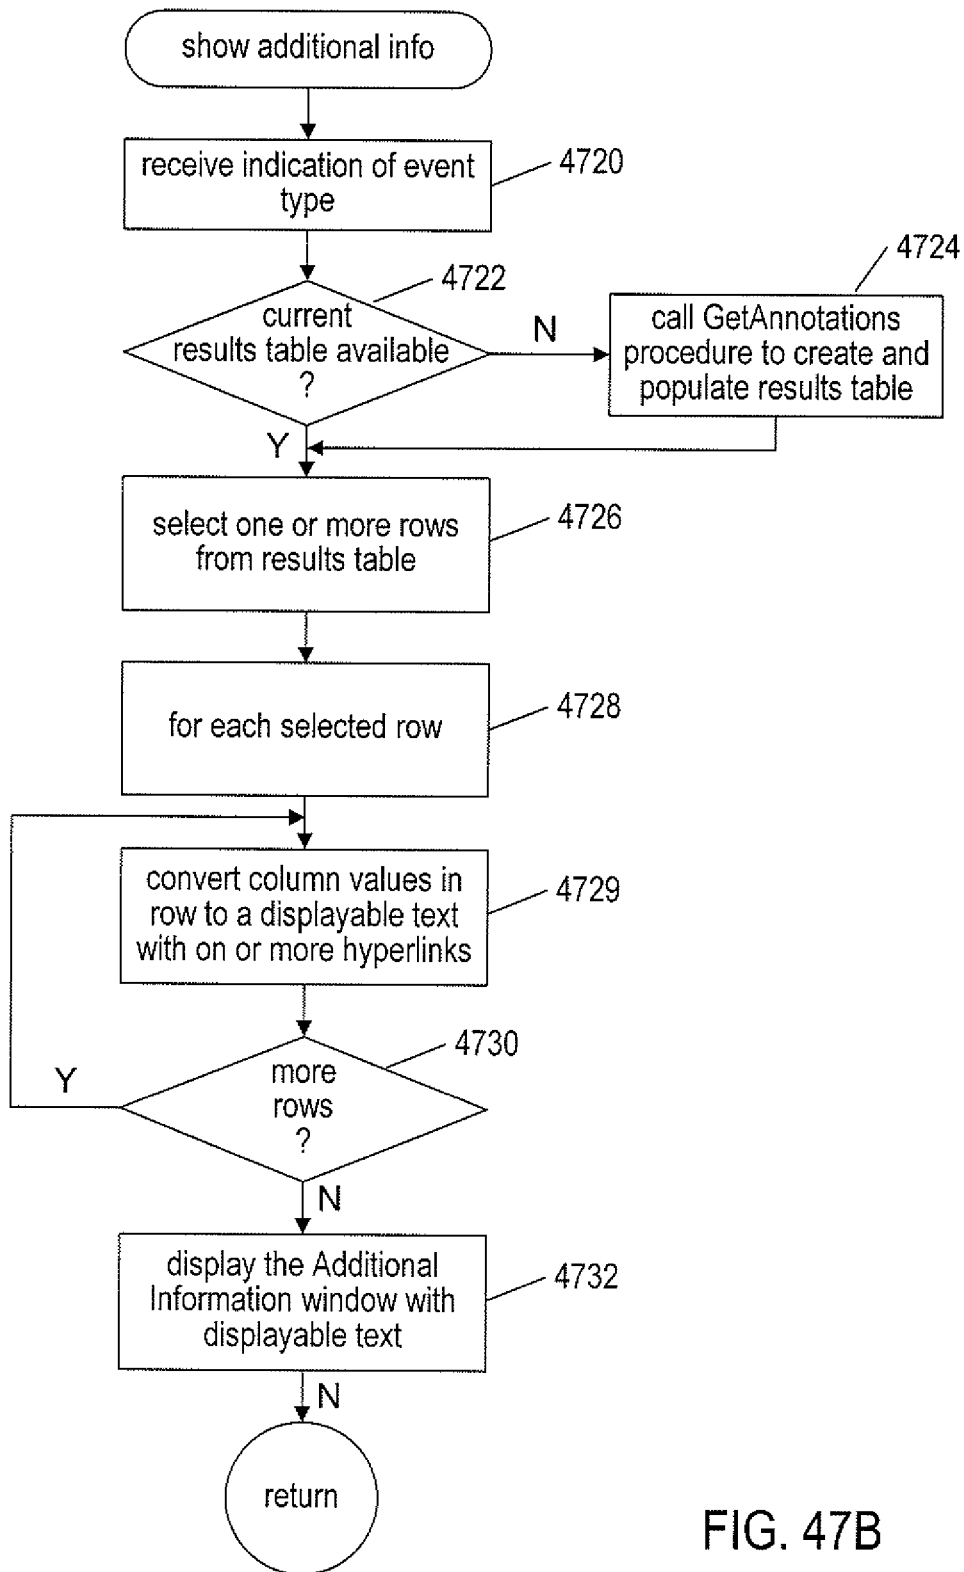 show additional info
receive indication of event
type
4720
4722
current
results table available
?
N
4724
call GetAnnotations
procedure to create and
populate results table
Y
select one or more rows
from results table
4726
for each selected row
4728
convert column values in
row to a displayable text
with on or more hyperlinks
4729
4730
more
rows
?
Y
N
display the Additional
Information window with
displayable text
4732
N
return
FIG. 47B